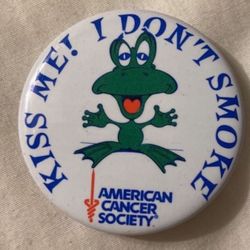 KISS ME! I DON'T SMOKE
AMERICAN
CANCER
SOCIETY®